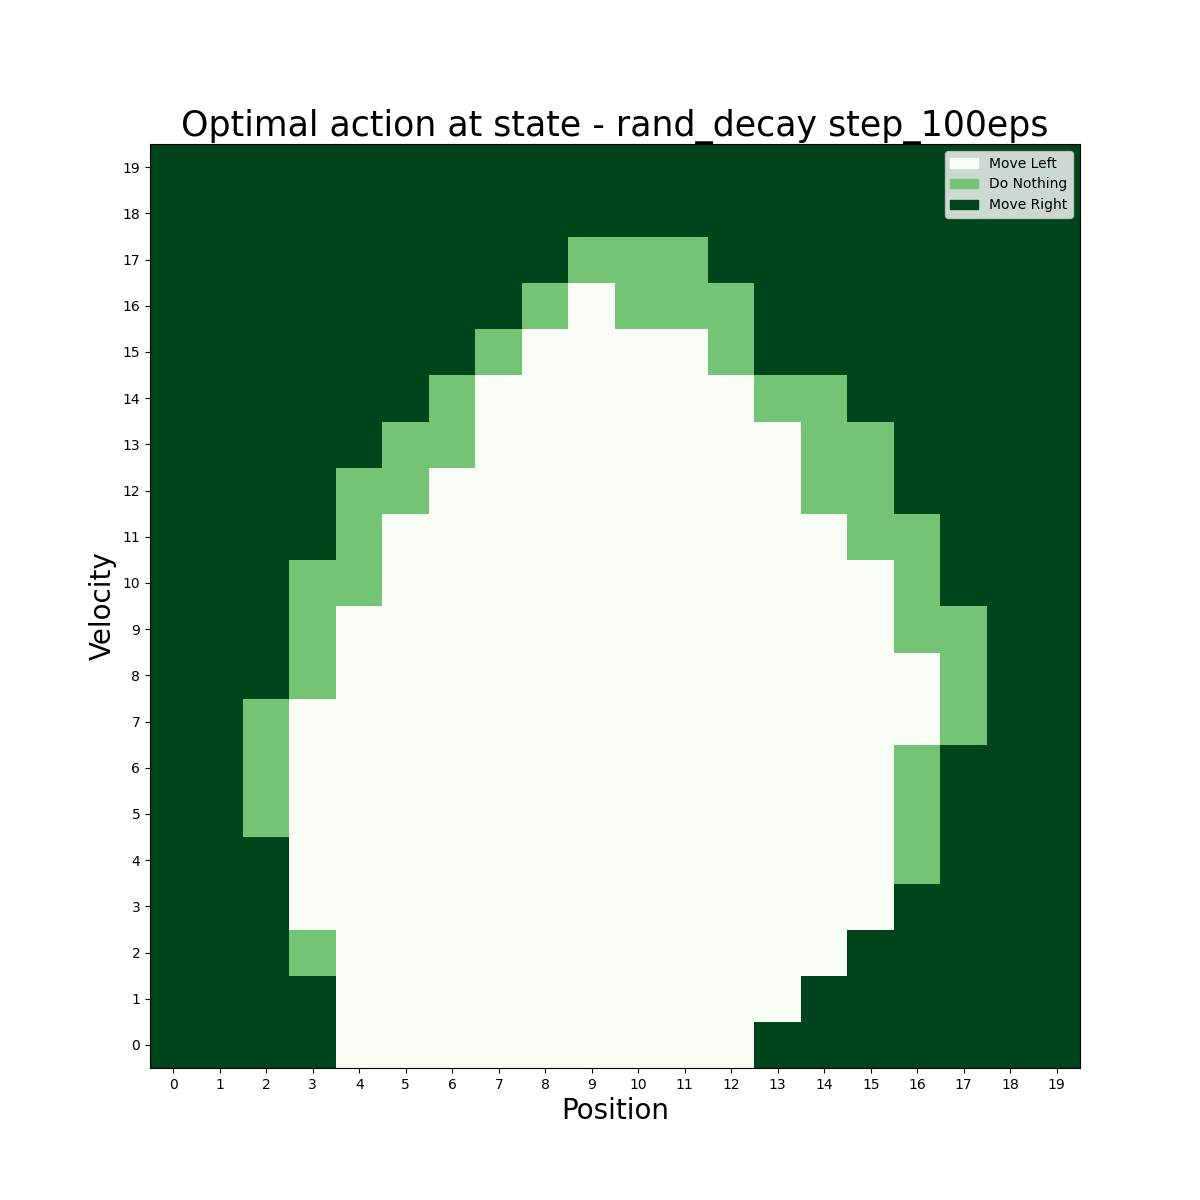 Optimal action at state - rand_decay step_100eps
Move Left
Do Nothing
Move Right
Velocity
19
18
17
16
15
14
13
12
11
10
9
8
7
6
5
4
3
2
1
0
0 1 2 3 4 5 6 7 8 9 10 11 12 13 14 15 16 17 18 19
Position